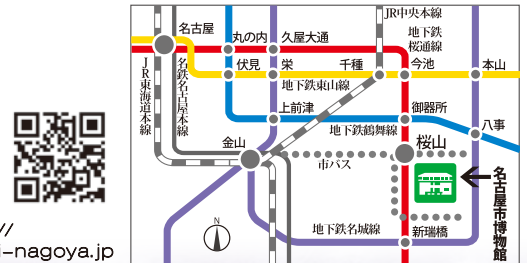 JR中央本線
名古屋
丸の内
久屋大通
地下鉄
桜通線
伏見
栄
千種
今池
本山
地下鉄東山線
JR東海道本線
名鉄名古屋本線
上前津
御器所
地下鉄鶴舞線
八事
金山
桜山
市バス
名古屋市博物館
N
地下鉄名城線
新瑞橋
//
i-nagoya.jp